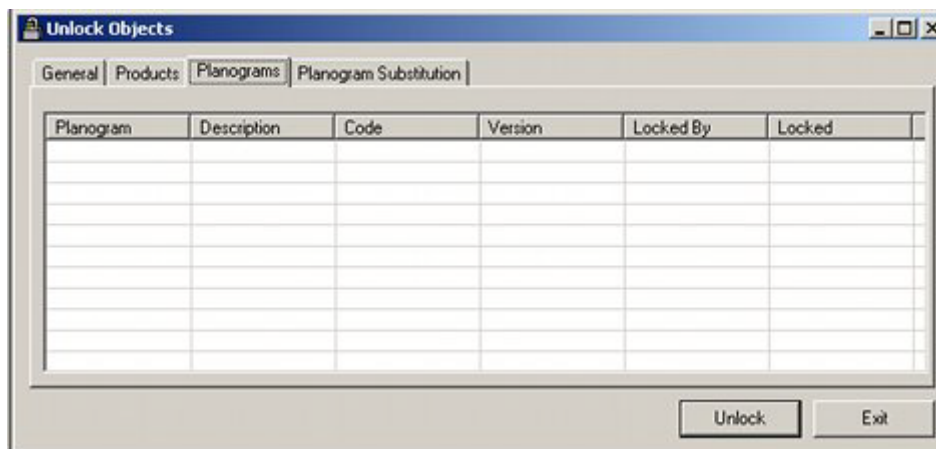 Unlock Objects
General Products Planograms Planogram Substitution
Planogram Description Code Version Locked By Locked
Unlock Exit